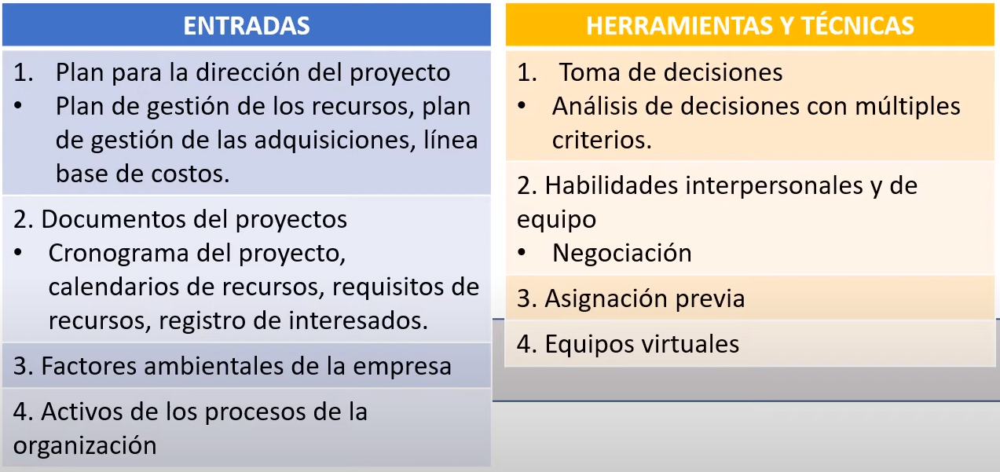 ENTRADAS
1. Plan para la dirección del proyecto
• Plan de gestión de los recursos, plan
de gestión de las adquisiciones, línea
base de costos.
2. Documentos del proyectos
• Cronograma del proyecto,
calendarios de recursos, requisitos de
recursos, registro de interesados.
3. Factores ambientales de la empresa
4. Activos de los procesos de la
organización
HERRAMIENTAS Y TÉCNICAS
1. Toma de decisiones
• Análisis de decisiones con múltiples
criterios.
2. Habilidades interpersonales y de
equipo
• Negociación
3. Asignación previa
4. Equipos virtuales